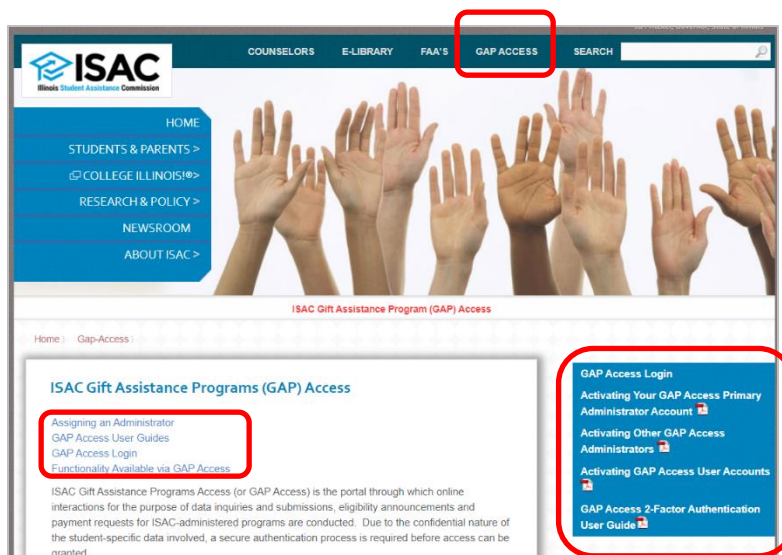 COUNSELORS E-LIBRARY FAA'S GAP ACCESS SEARCH
ISAC
Illinois Student Assistance Commission
HOME
STUDENTS & PARENTS >
COLLEGE ILLINOIS!®>
RESEARCH & POLICY >
NEWSROOM
ABOUT ISAC >
ISAC Gift Assistance Program (GAP) Access
Home Gap-Access
ISAC Gift Assistance Programs (GAP) Access
Assigning an Administrator
GAP Access User Guides
GAP Access Login
Functionality Available via GAP Access
ISAC Gift Assistance Programs Access (or GAP Access) is the portal through which online
interactions for the purpose of data inquiries and submissions, eligibility announcements and
payment requests for ISAC-administered programs are conducted. Due to the confidential nature of
the student-specific data involved, a secure authentication process is required before access can be
granted
GAP Access Login
Activating Your GAP Access Primary
Administrator Account
Activating Other GAP Access
Administrators
Activating GAP Access User Accounts
GAP Access 2-Factor Authentication
User Guide